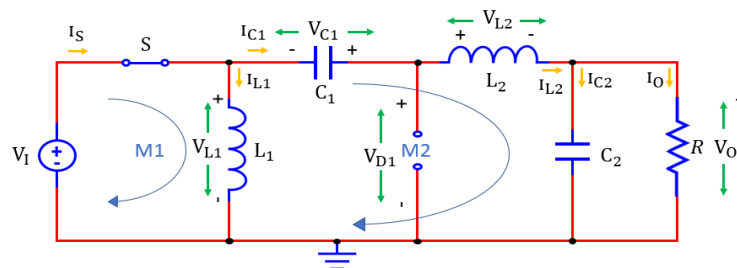 I_S
S
I_C1
- V_C1 +
C_1
I_L1
+ V_L2 -
L_2
I_L2
I_C2
I_O
V_I
+
-
M1
+
V_L1
-
L_1
+
V_D1
-
M2
C_2
R
V_O
-